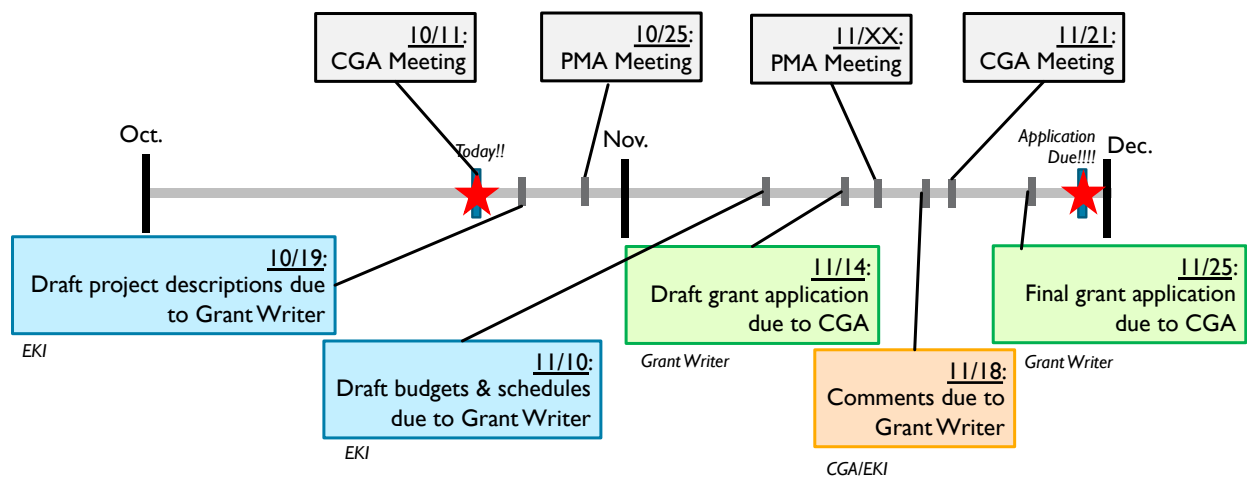 10/11:
CGA Meeting
10/25:
PMA Meeting
11/XX:
PMA Meeting
11/21:
CGA Meeting
Oct.
Today!!
Nov.
Application
Due!!!!
Dec.
10/19:
Draft project descriptions due
to Grant Writer
EKI
11/10:
Draft budgets & schedules
due to Grant Writer
EKI
11/14:
Draft grant application
due to CGA
Grant Writer
11/18:
Comments due to
Grant Writer
CGA/EKI
11/25:
Final grant application
due to CGA
Grant Writer